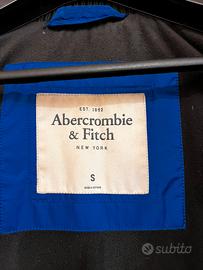 EST. 1892
Abercrombie
& Fitch
NEW YORK
S
subito